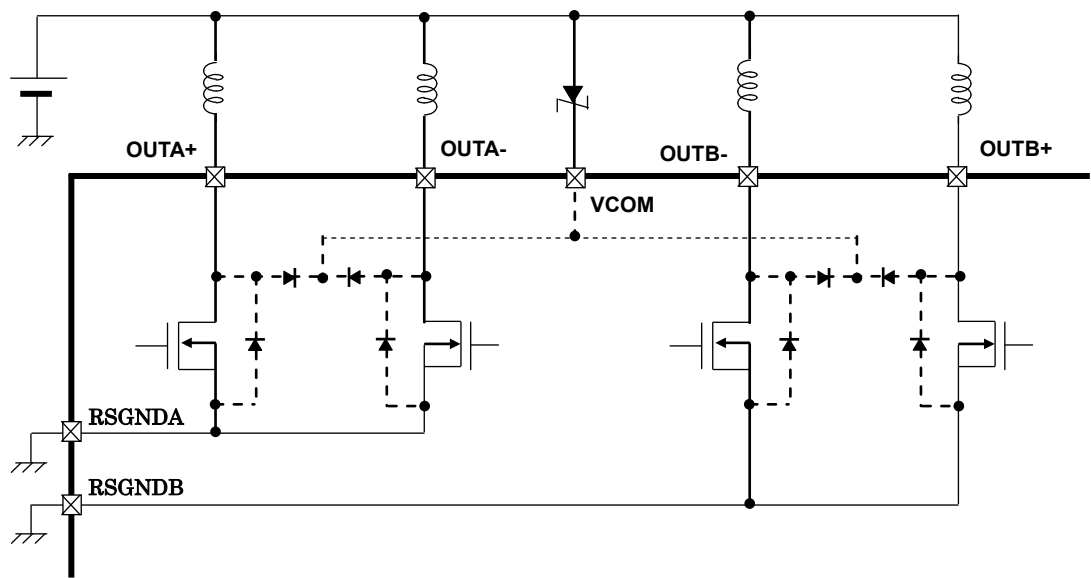 OUTA+
OUTA-
OUTB-
OUTB+
VCOM
RSGNDA
RSGNDB